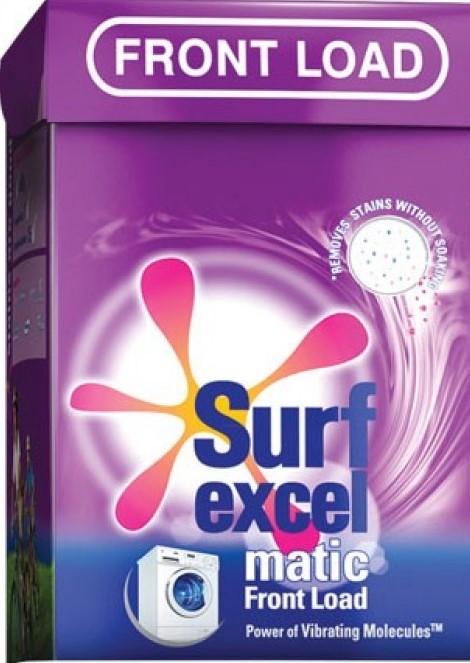 FRONT LOAD
*REMOVES STAINS WITHOUT SOAKING
Surf
excel
matic
Front Load
Power of Vibrating Molecules™